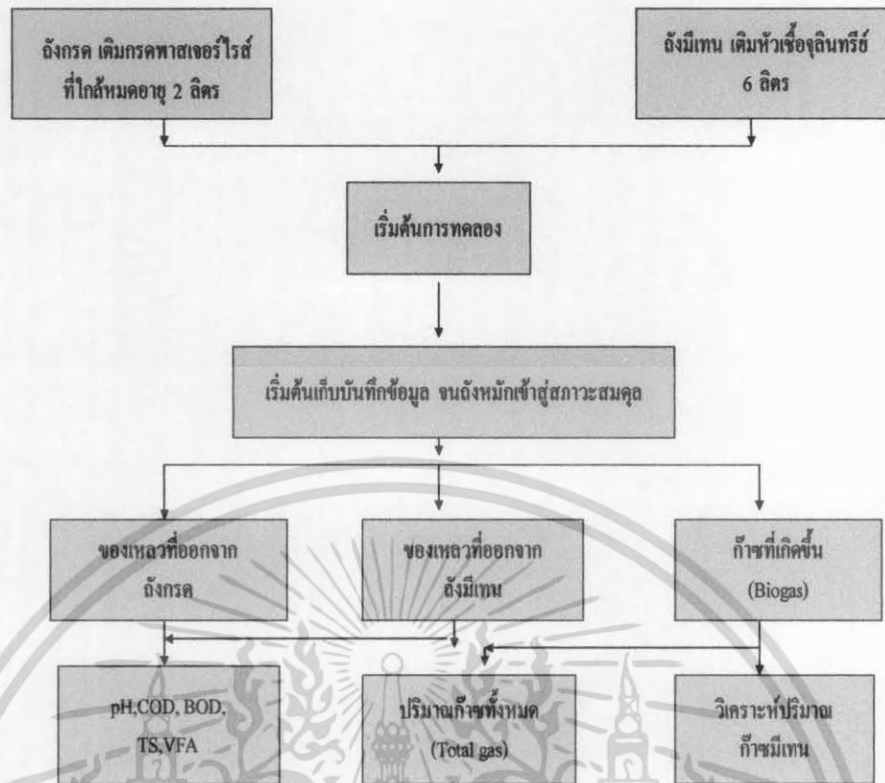 ถังกรด เติมกรดพาสเจอร์ไรส์
ที่ใกล้หมดอายุ 2 ลิตร
ถังมีเทน เติมหัวเชื้อจุลินทรีย์
6 ลิตร
เริ่มต้นการทดลอง
เริ่มต้นเก็บบันทึกข้อมูล จนถังหมักเข้าสู่สภาวะสมดุล
ของเหลวที่ออกจาก
ถังกรด
ของเหลวที่ออกจาก
ถังมีเทน
ก๊าซที่เกิดขึ้น
(Biogas)
pH,COD, BOD,
TS,VFA
ปริมาณก๊าซทั้งหมด
(Total gas)
วิเคราะห์ปริมาณ
ก๊าซมีเทน